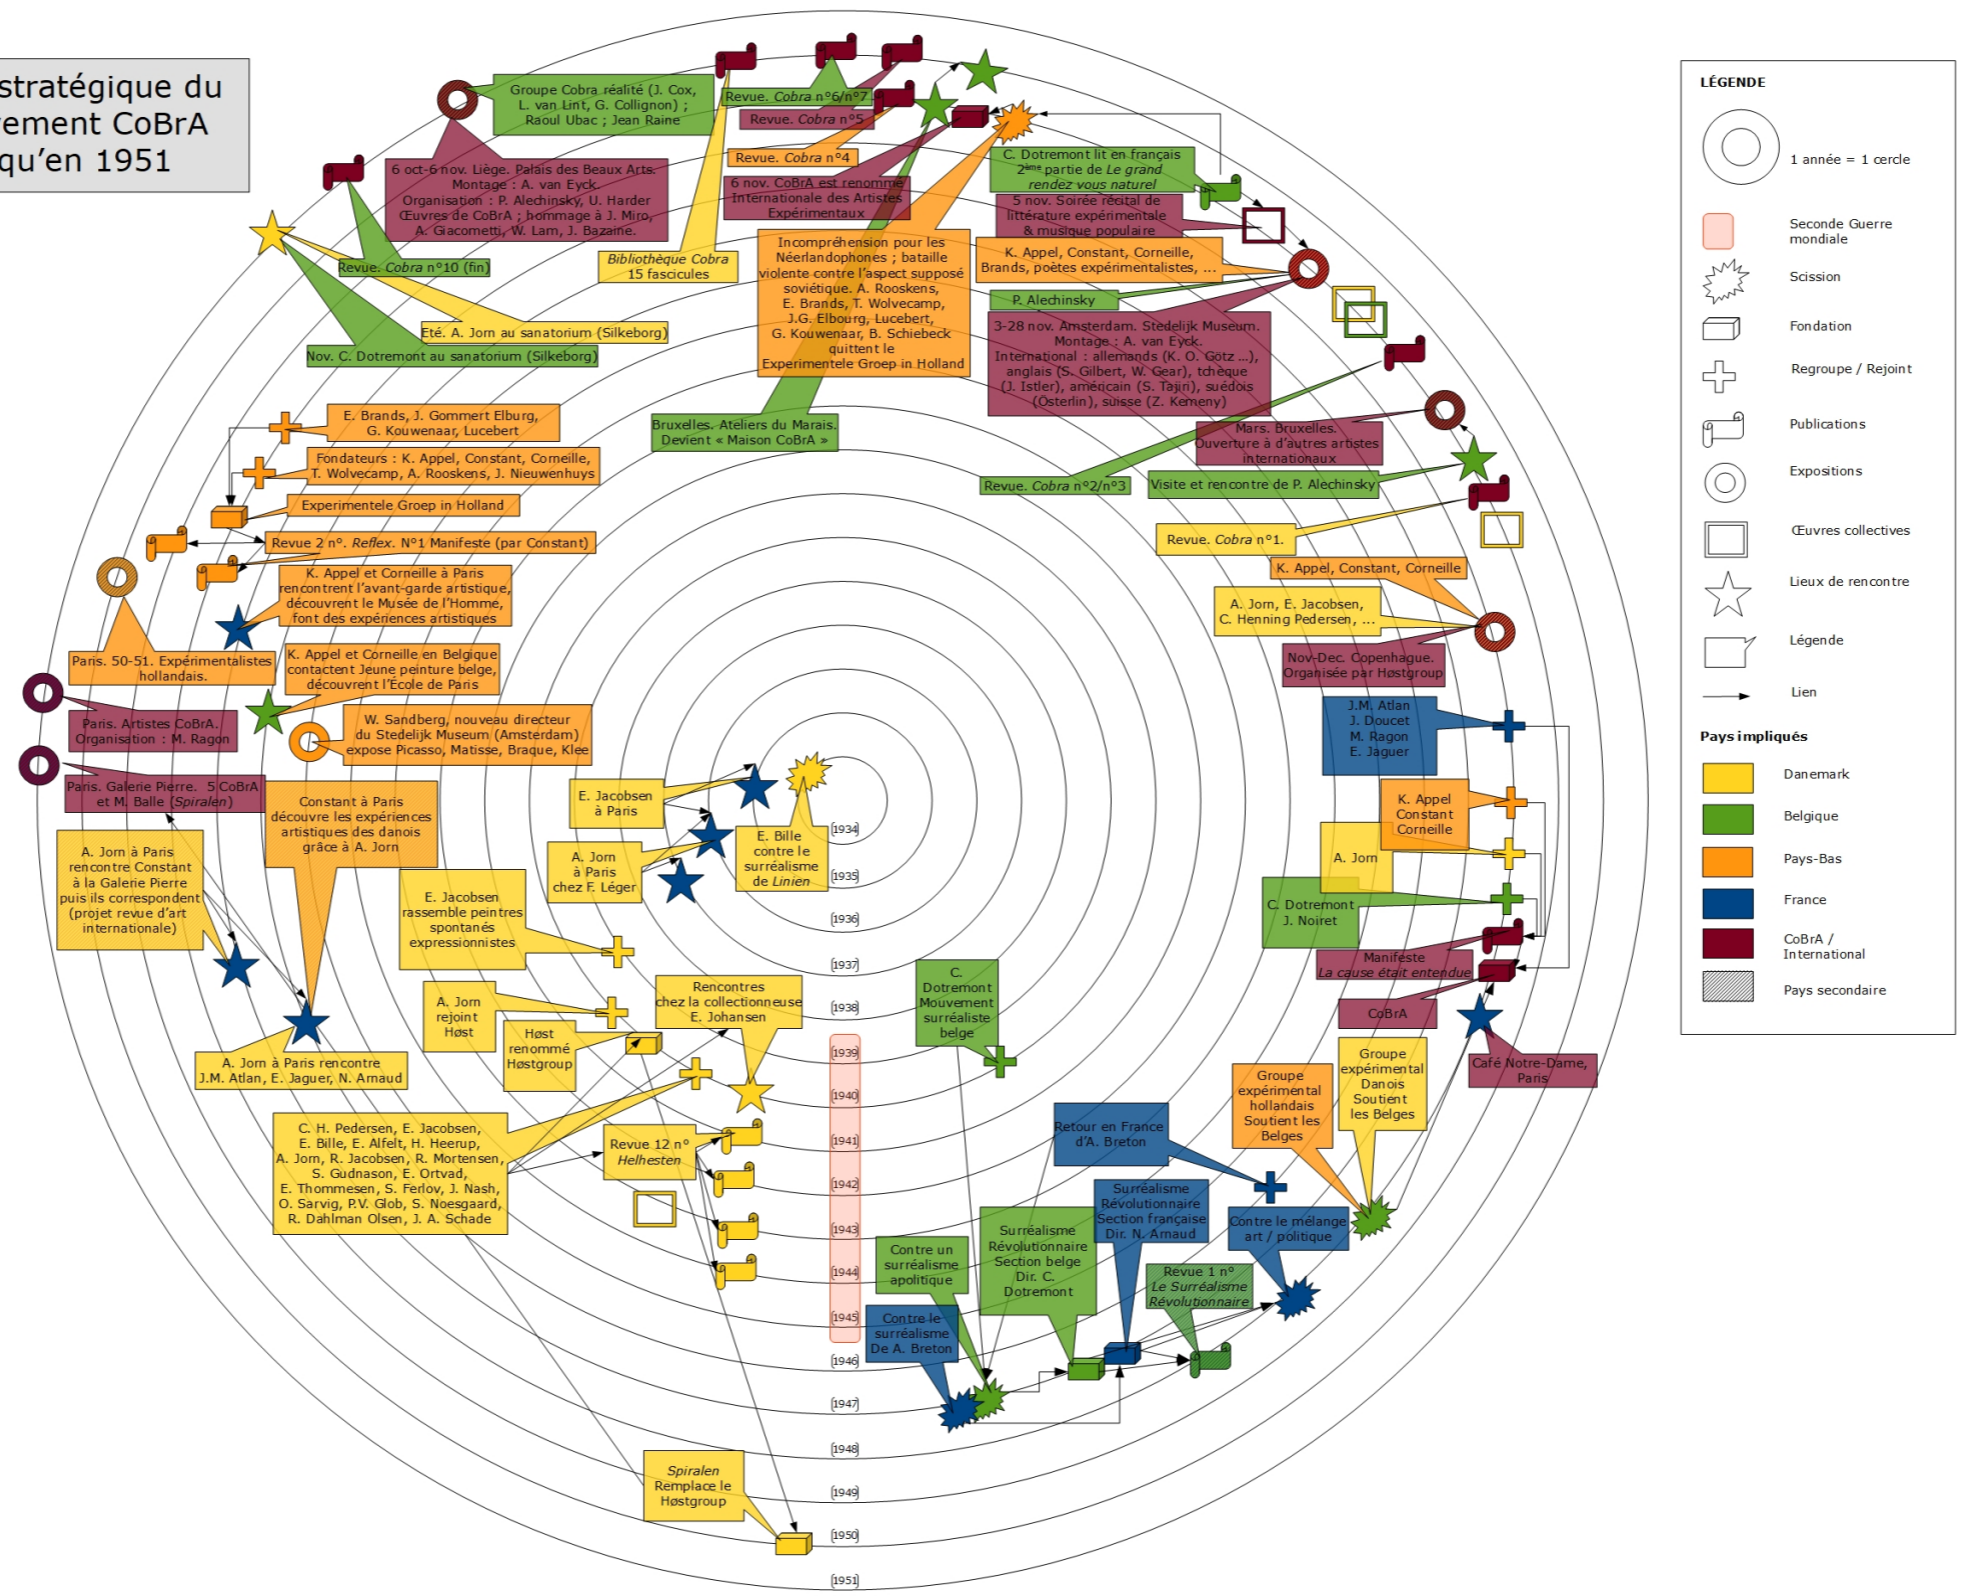 stratégique du
ement CoBrA
qu'en 1951
Groupe Cobra réalité (J. Cox,
L. van Lint, G. Collignon) ;
Raoul Ubac ; Jean Raine
Revue. Cobra n°6/n°7
Revue. Cobra n°5
Revue. Cobra n°4
6 oct-6 nov. Liège. Palais des Beaux Arts.
Montage : A. van Eyck.
Organisation : P. Alechinsky, U. Harder
Œuvres de CoBrA ; hommage à J. Miro,
A. Giacometti, W. Lam, J. Bazaine.
6 nov. CoBrA est renommé
Internationale des Artistes
Expérimentaux
C. Dotremont lit en français
2ème partie de Le grand
rendez vous naturel
5 nov. Soirée récital de
littérature expérimentale
& musique populaire
K. Appel, Constant, Corneille,
Brands, poètes expérimentalistes, ...
P. Alechinsky
Revue. Cobra n°10 (fin)
Bibliothèque Cobra
15 fascicules
Incompréhension pour les
Néerlandophones ; bataille
violente contre l'aspect supposé
soviétique. A. Rooskens,
E. Brands, T. Wolvecamp,
J.G. Elbourg, Lucebert,
G. Kouwenaar, B. Schiebeck
quittent le
Experimentele Groep in Holland
3-28 nov. Amsterdam. Stedelijk Museum.
Montage : A. van Eyck.
International : allemands (K. O. Götz ...),
anglais (S. Gilbert, W. Gear), tchèque
(J. Istler), américain (S. Tajiri), suédois
(Österlin), suisse (Z. Kemeny)
Eté. A. Jorn au sanatorium (Silkeborg)
Nov. C. Dotremont au sanatorium (Silkeborg)
Bruxelles. Ateliers du Marais.
Devient « Maison CoBrA »
Mars. Bruxelles.
Ouverture à d'autres artistes
internationaux
Revue. Cobra n°2/n°3
Visite et rencontre de P. Alechinsky
Revue. Cobra n°1.
E. Brands, J. Gommert Elburg,
G. Kouwenaar, Lucebert
Fondateurs : K. Appel, Constant, Corneille,
T. Wolvecamp, A. Rooskens, J. Nieuwenhuys
Experimentele Groep in Holland
Revue 2 n°. Reflex. N°1 Manifeste (par Constant)
K. Appel et Corneille à Paris
rencontrent l'avant-garde artistique,
découvrent le Musée de l'Homme,
font des expériences artistiques
K. Appel et Corneille en Belgique
contactent Jeune peinture belge,
découvrent l'École de Paris
W. Sandberg, nouveau directeur
du Stedelijk Museum (Amsterdam)
expose Picasso, Matisse, Braque, Klee
Paris. 50-51. Expérimentalistes
hollandais.
Paris. Artistes CoBrA.
Organisation : M. Ragon
Paris. Galerie Pierre. 5 CoBrA
et M. Balle (Spiralen)
Constant à Paris
découvre les expériences
artistiques des danois
grâce à A. Jorn
A. Jorn à Paris
rencontre Constant
à la Galerie Pierre
puis ils correspondent
(projet revue d'art
internationale)
A. Jorn à Paris rencontre
J.M. Atlan, E. Jaguer, N. Arnaud
K. Appel, Constant, Corneille
A. Jorn, E. Jacobsen,
C. Henning Pedersen, ...
Nov-Dec. Copenhague.
Organisée par Høstgroup
J.M. Atlan
J. Doucet
M. Ragon
E. Jaguer
K. Appel
Constant
Corneille
A. Jorn
C. Dotremont
J. Noiret
Manifeste
La cause était entendue
CoBrA
Café Notre-Dame,
Paris
E. Jacobsen
à Paris
A. Jorn
à Paris
chez F. Léger
E. Bille
contre le
surréalisme
de Linien
E. Jacobsen
rassemble peintres
spontanés
expressionnistes
A. Jorn
rejoint
Høst
Høst
renommé
Høstgroup
Rencontres
chez la collectionneuse
E. Johansen
C. H. Pedersen, E. Jacobsen,
E. Bille, E. Alfelt, H. Heerup,
A. Jorn, R. Jacobsen, R. Mortensen,
S. Gudnason, E. Ortvad,
E. Thommesen, S. Ferlov, J. Nash,
O. Sarvig, P.V. Glob, S. Noesgaard,
R. Dahlman Olsen, J. A. Schade
Revue 12 n°
Helhesten
Spiralen
Remplace le
Høstgroup
1934
1935
1936
1937
1938
1939
1940
1941
1942
1943
1944
1945
1946
1947
1948
1949
1950
1951
C.
Dotremont
Mouvement
surréaliste
belge
Retour en France
d'A. Breton
Groupe
expérimental
hollandais
Soutient les
Belges
Groupe
expérimental
Danois
Soutient
les Belges
Surréalisme
Révolutionnaire
Section française
Dir. N. Arnaud
Contre le mélange
art / politique
Surréalisme
Révolutionnaire
Section belge
Dir. C.
Dotremont
Revue 1 n°
Le Surréalisme
Révolutionnaire
Contre un
surréalisme
apolitique
Contre le
surréalisme
De A. Breton
LÉGENDE
1 année = 1 cercle
Seconde Guerre
mondiale
Scission
Fondation
Regroupe / Rejoint
Publications
Expositions
Œuvres collectives
Lieux de rencontre
Légende
Lien
Pays impliqués
Danemark
Belgique
Pays-Bas
France
CoBrA /
International
Pays secondaire